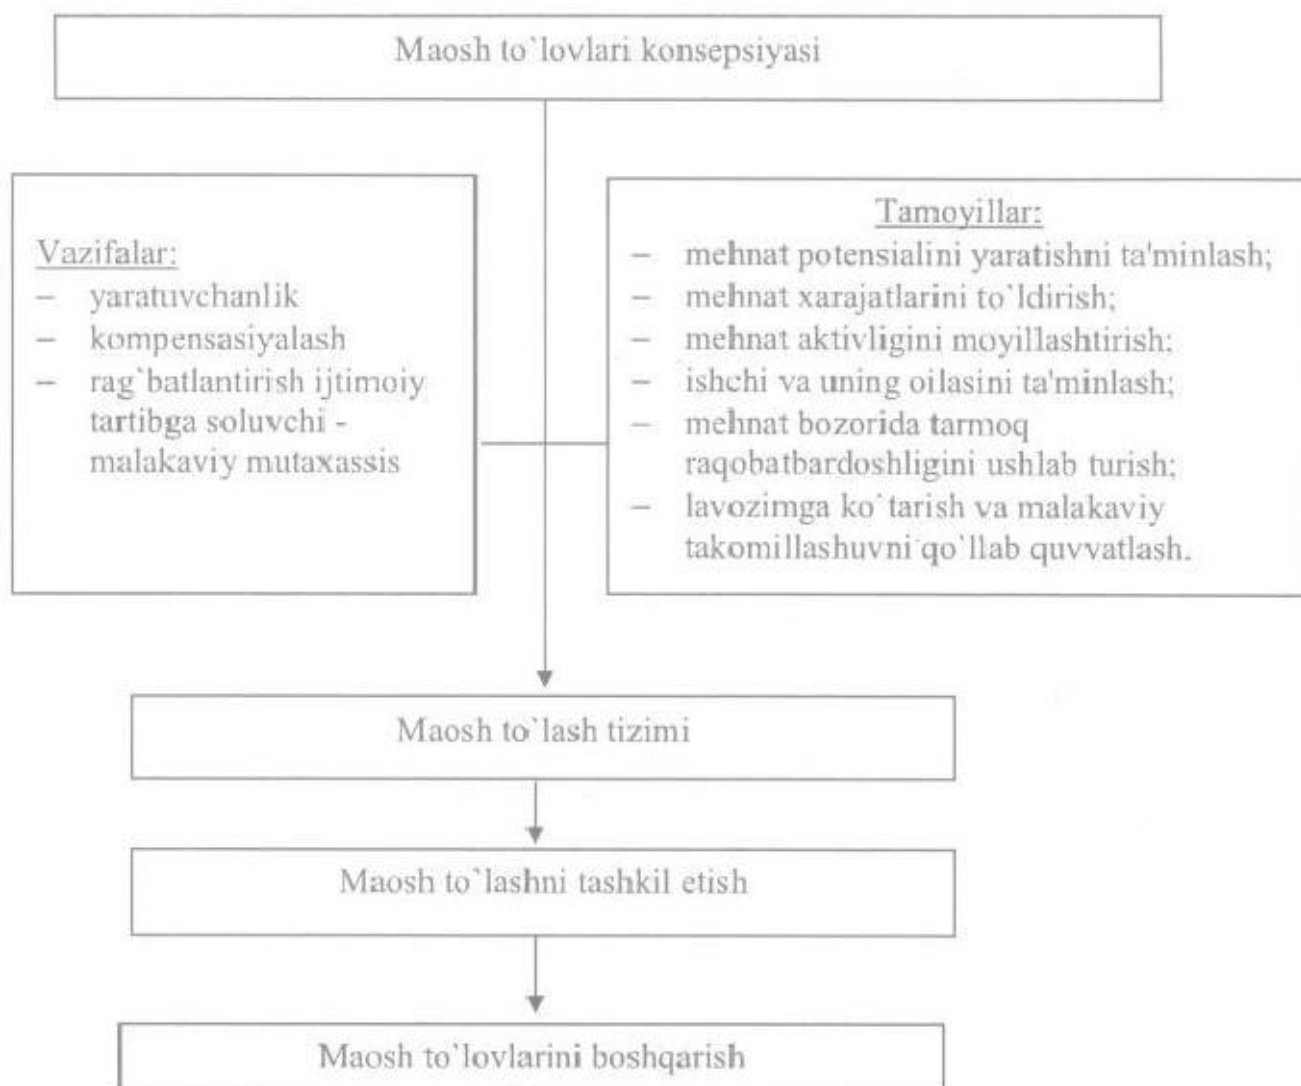 Maosh to`lovlari konsepsiyasi
Vazifalar:
– yaratuvchanlik
– kompensasiyalash
– rag`batlantirish ijtimoiy
tartibga soluvchi -
malakaviy mutaxassis
Tamoyillar:
– mehnat potensialini yaratishni ta'minlash;
– mehnat xarajatlarini to`ldirish;
– mehnat aktivligini moyillashtirish;
– ishchi va uning oilasini ta'minlash;
– mehnat bozorida tarmoq
raqobatbardoshligini ushlab turish;
– lavozimga ko`tarish va malakaviy
takomillashuvni qo`llab quvvatlash.
Maosh to`lash tizimi
Maosh to`lashni tashkil etish
Maosh to`lovlarini boshqarish